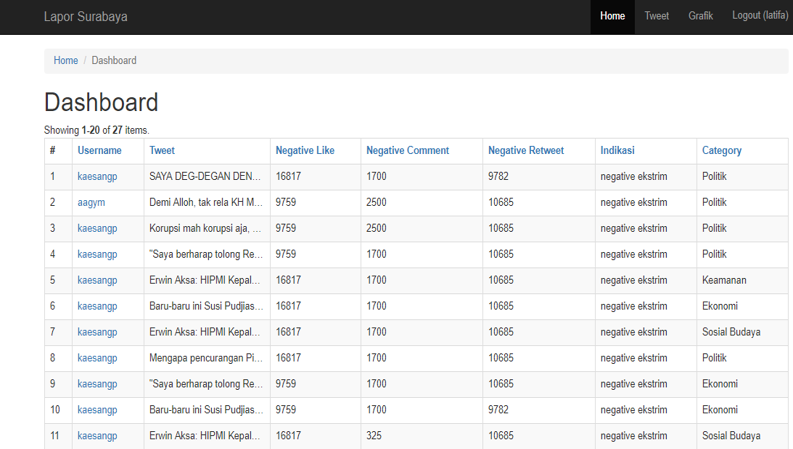 Lapor Surabaya Home Tweet Grafik Logout (latifa)
Home / Dashboard
Dashboard
Showing 1-20 of 27 items.
# Username Tweet Negative Like Negative Comment Negative Retweet Indikasi Category
1 kaesangp SAYA DEG-DEGAN DEN... 16817 1700 9782 negative ekstrim Politik
2 aagym Demi Alloh, tak rela KH M... 9759 2500 10685 negative ekstrim Politik
3 kaesangp Korupsi mah korupsi aja, ... 9759 2500 10685 negative ekstrim Politik
4 kaesangp "Saya berharap tolong Re... 9759 1700 10685 negative ekstrim Politik
5 kaesangp Erwin Aksa: HIPMI Kepal... 16817 1700 10685 negative ekstrim Keamanan
6 kaesangp Baru-baru ini Susi Pudjias... 16817 1700 10685 negative ekstrim Ekonomi
7 kaesangp Erwin Aksa: HIPMI Kepal... 16817 1700 10685 negative ekstrim Sosial Budaya
8 kaesangp Mengapa pencurangan Pi... 16817 1700 10685 negative ekstrim Politik
9 kaesangp "Saya berharap tolong Re... 9759 1700 10685 negative ekstrim Ekonomi
10 kaesangp Baru-baru ini Susi Pudjias... 9759 1700 9782 negative ekstrim Ekonomi
11 kaesangp Erwin Aksa: HIPMI Kepal... 16817 325 10685 negative ekstrim Sosial Budaya